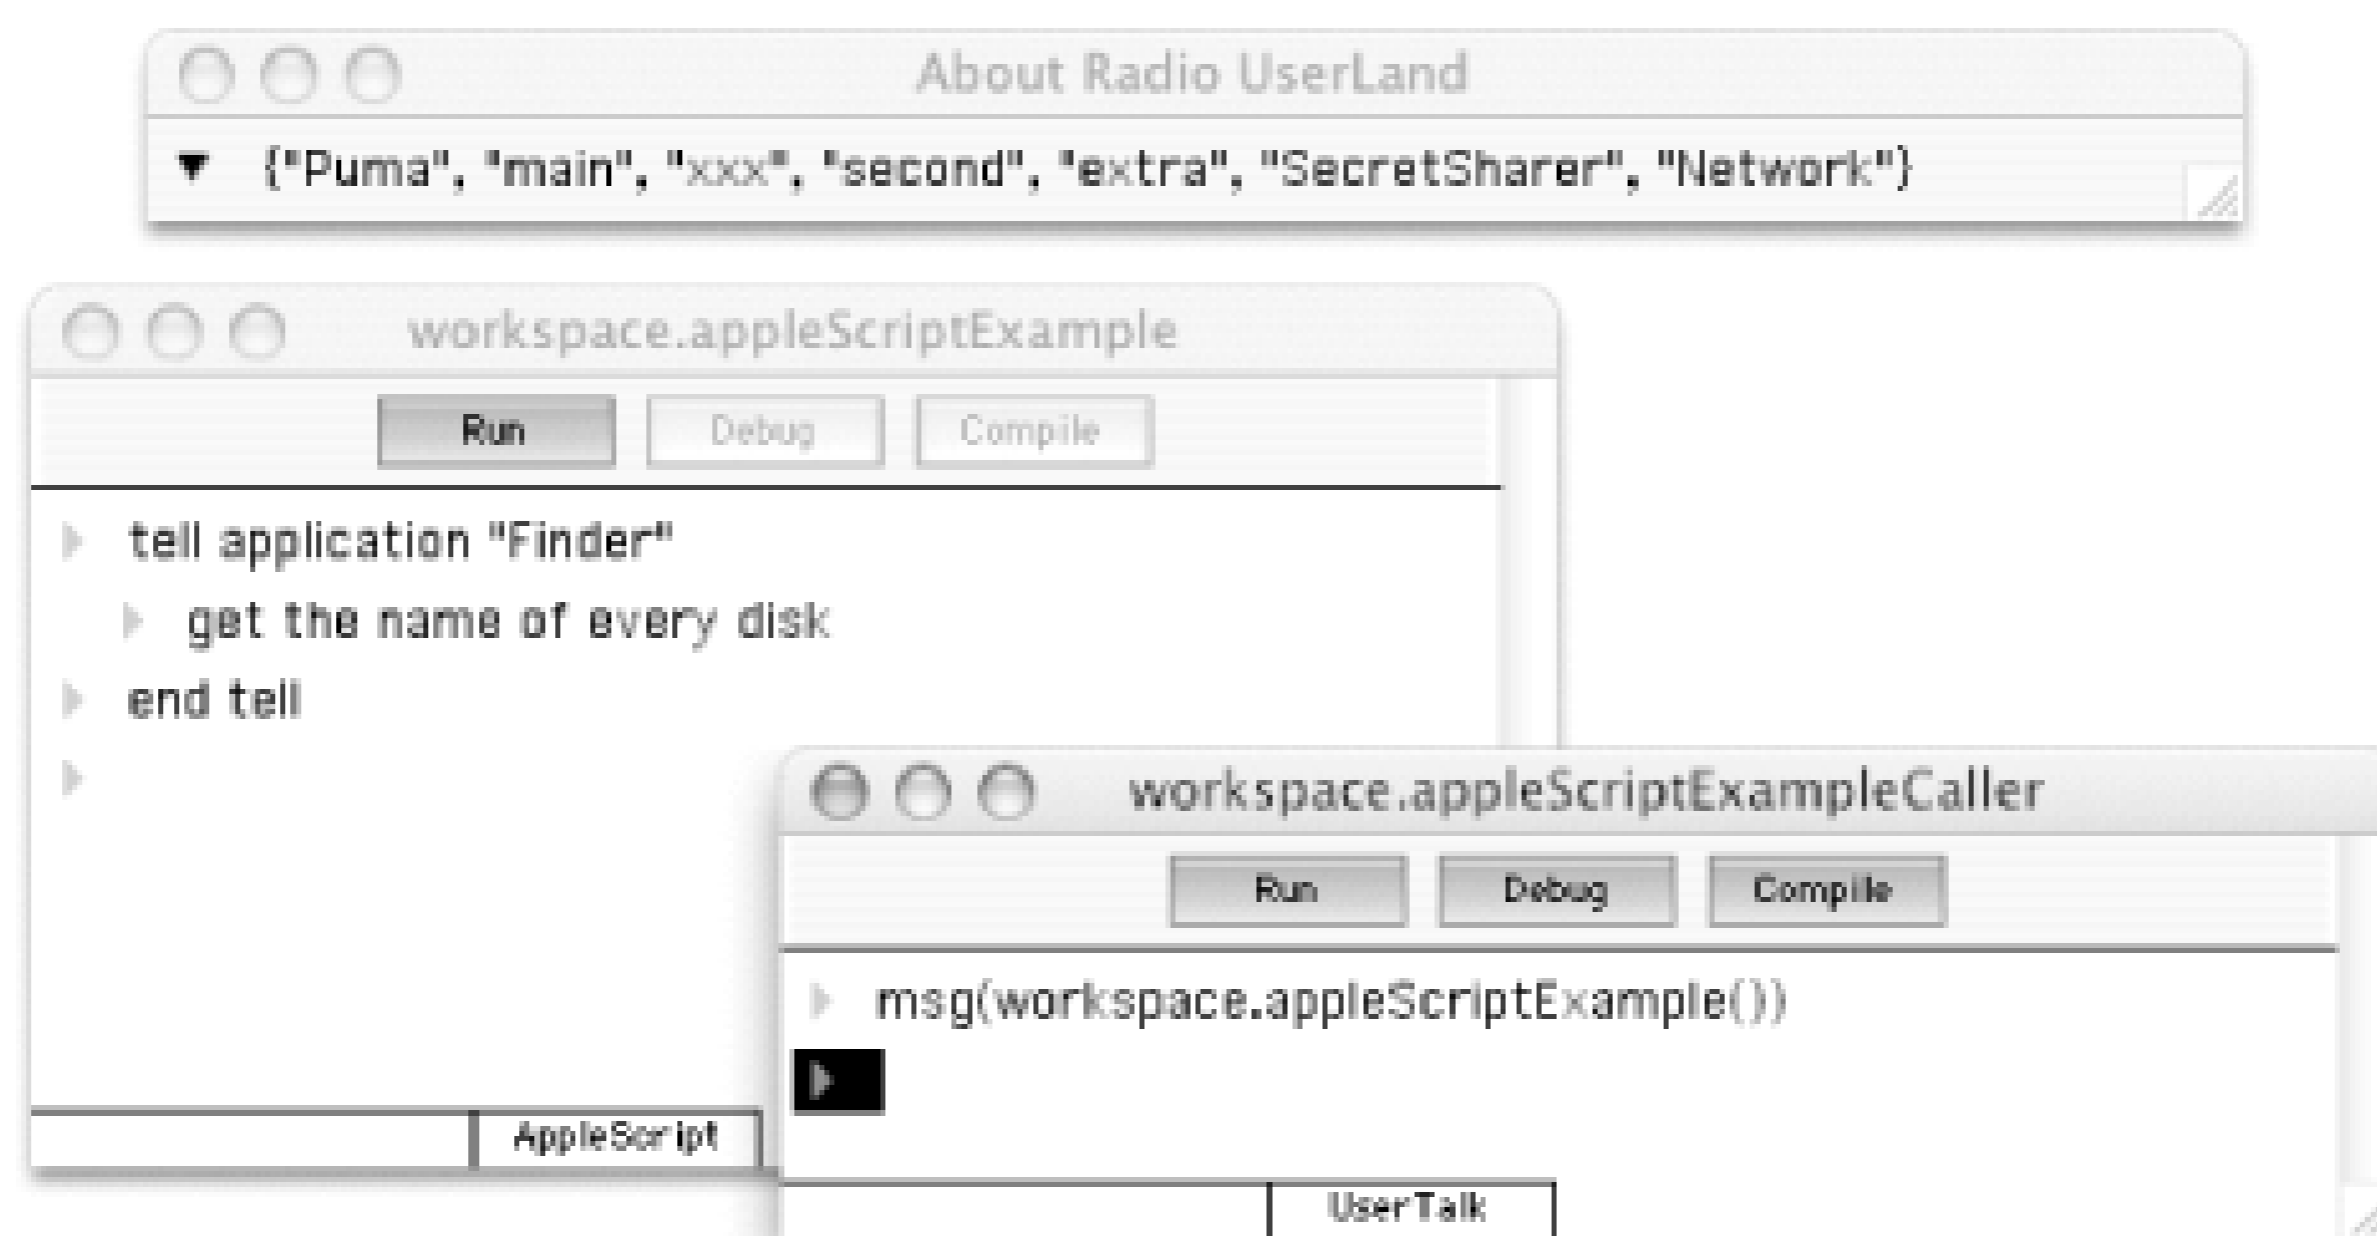 About Radio UserLand
{"Puma", "main", "xxx", "second", "extra", "SecretSharer", "Network"}
workspace.appleScriptExample
Run Debug Compile
tell application "Finder"
get the name of every disk
end tell
AppleScript
workspace.appleScriptExampleCaller
Run Debug Compile
msg(workspace.appleScriptExample())
UserTalk